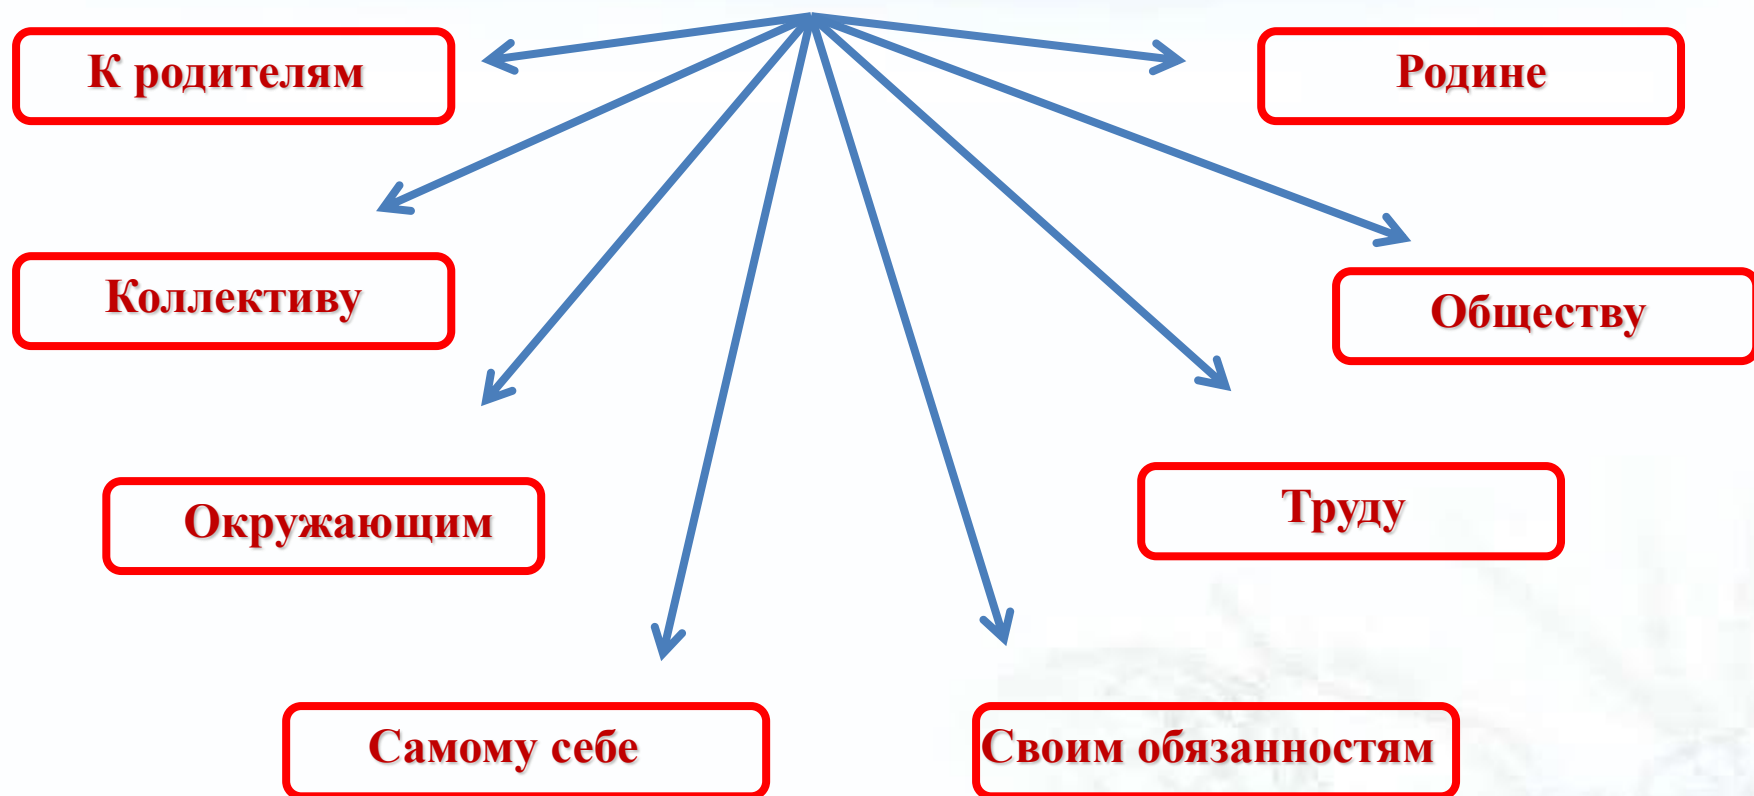 К родителям
Родине
Коллективу
Обществу
Окружающим
Труду
Самому себе
Своим обязанностям